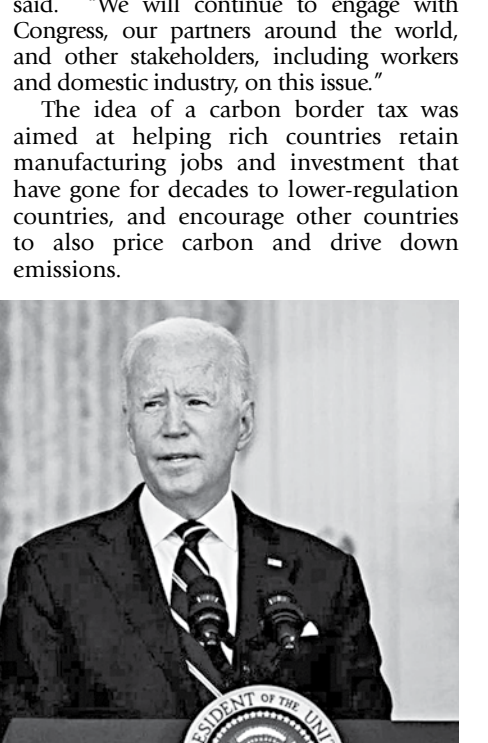 said. “We will continue to engage with
Congress, our partners around the world,
and other stakeholders, including workers
and domestic industry, on this issue.”
The idea of a carbon border tax was
aimed at helping rich countries retain
manufacturing jobs and investment that
have gone for decades to lower-regulation
countries, and encourage other countries
to also price carbon and drive down
emissions.
ESIDENT OF THE UNI